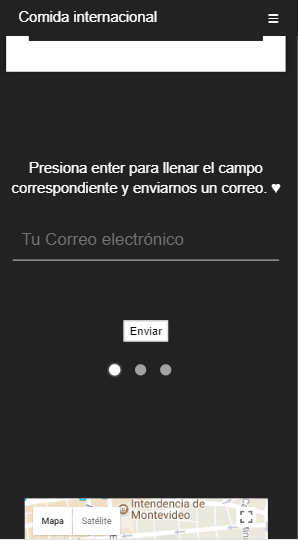 Comida internacional
Presiona enter para llenar el campo
correspondiente y enviarnos un correo. ♥
Tu Correo electrónico
Enviar
Intendencia de
Montevideo
Mapa Satélite